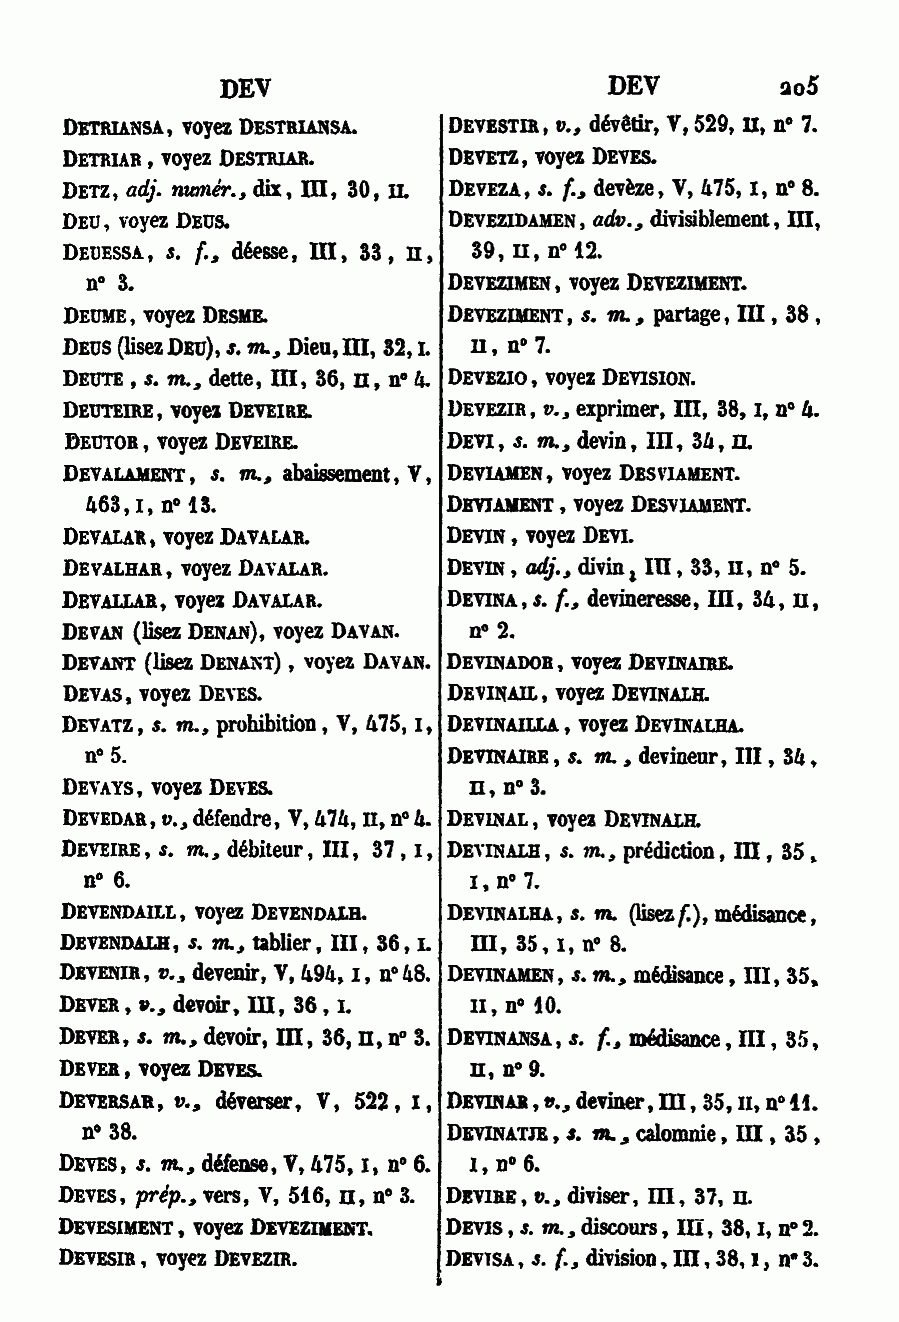 DEV
DETRIANSA, voyez DESTRIANSA.
DETRIAR, voyez DESTRIAR.
DETZ, adj. numér., dix, III, 30, II.
DEU, voyez DEUS.
DEUESSA, s. f., déesse, III, 33, II,
n° 3.
DEUME, voyez DESME.
DEUS (lisez DEU), s. m., Dieu, III, 32, I.
DEUTE, s. m., dette, III, 36, II, n° 4.
DEUTEIRE, voyez DEVEIRE.
DEUTOR, voyez DEVEIRE.
DEVALAMENT, s. m., abaissement, V,
463, I, n° 13.
DEVALAR, voyez DAVALAR.
DEVALHAR, voyez DAVALAR.
DEVALLAR, voyez DAVALAR.
DEVAN (lisez DENAN), voyez DAVAN.
DEVANT (lisez DENANT), voyez DAVAN.
DEVAS, voyez DEVES.
DEVATZ, s. m., prohibition, V, 475, I,
n° 5.
DEVAYS, voyez DEVES.
DEVEDAR, v., défendre, V, 474, II, n° 4.
DEVEIRE, s. m., débiteur, III, 37, I,
n° 6.
DEVENDAILL, voyez DEVENDALH.
DEVENDALH, s. m., tablier, III, 36, I.
DEVENIR, v., devenir, V, 494, I, n° 48.
DEVER, v., devoir, III, 36, I.
DEVER, s. m., devoir, III, 36, II, n° 3.
DEVER, voyez DEVES.
DEVERSAR, v., déverser, V, 522, I,
n° 38.
DEVES, s. m., défense, V, 475, I, n° 6.
DEVES, prép., vers, V, 516, II, n° 3.
DEVESIMENT, voyez DEVEZIMENT.
DEVESIR, voyez DEVEZIR.
DEV 205
DEVESTIR, v., dévêtir, V, 529, II, n° 7.
DEVETZ, voyez DEVES.
DEVEZA, s. f., devèze, V, 475, I, n° 8.
DEVEZIDAMEN, adv., divisiblement, III,
39, II, n° 12.
DEVEZIMEN, voyez DEVEZIMENT.
DEVEZIMENT, s. m., partage, III, 38,
II, n° 7.
DEVEZIO, voyez DEVISION.
DEVEZIR, v., exprimer, III, 38, I, n° 4.
DEVI, s. m., devin, III, 34, II.
DEVIAMEN, voyez DESVIAMENT.
DEVIAMENT, voyez DESVIAMENT.
DEVIN, voyez DEVI.
DEVIN, adj., divin, III, 33, II, n° 5.
DEVINA, s. f., devineresse, III, 34, II,
n° 2.
DEVINADOR, voyez DEVINAIRE.
DEVINAIL, voyez DEVINALH.
DEVINAILLA, voyez DEVINALHA.
DEVINAIRE, s. m., devineur, III, 34,
II, n° 3.
DEVINAL, voyez DEVINALH.
DEVINALH, s. m., prédiction, III, 35,
I, n° 7.
DEVINALHA, s. m. (lisez f.), médisance,
III, 35, I, n° 8.
DEVINAMEN, s. m., médisance, III, 35,
II, n° 10.
DEVINANSA, s. f., médisance, III, 35,
II, n° 9.
DEVINAR, v., deviner, III, 35, II, n° 11.
DEVINATJE, s. m., calomnie, III, 35,
I, n° 6.
DEVIRE, v., diviser, III, 37, II.
DEVIS, s. m., discours, III, 38, I, n° 2.
DEVISA, s. f., division, III, 38, I, n° 3.